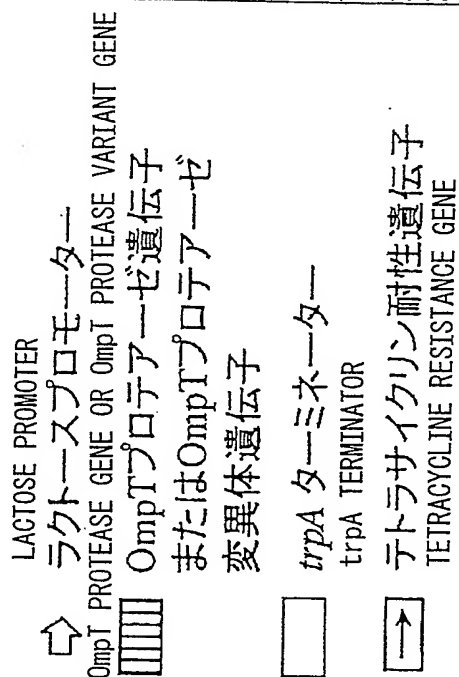 LACTOSE PROMOTER
ラクトースプロモーター
OmpT PROTEASE GENE OR OmpT PROTEASE VARIANT GENE
OmpTプロテアーゼ遺伝子
またはOmpTプロテアーゼ
変異体遺伝子
trpA ターミネーター
trpA TERMINATOR
テトラサイクリン耐性遺伝子
TETRACYCLINE RESISTANCE GENE